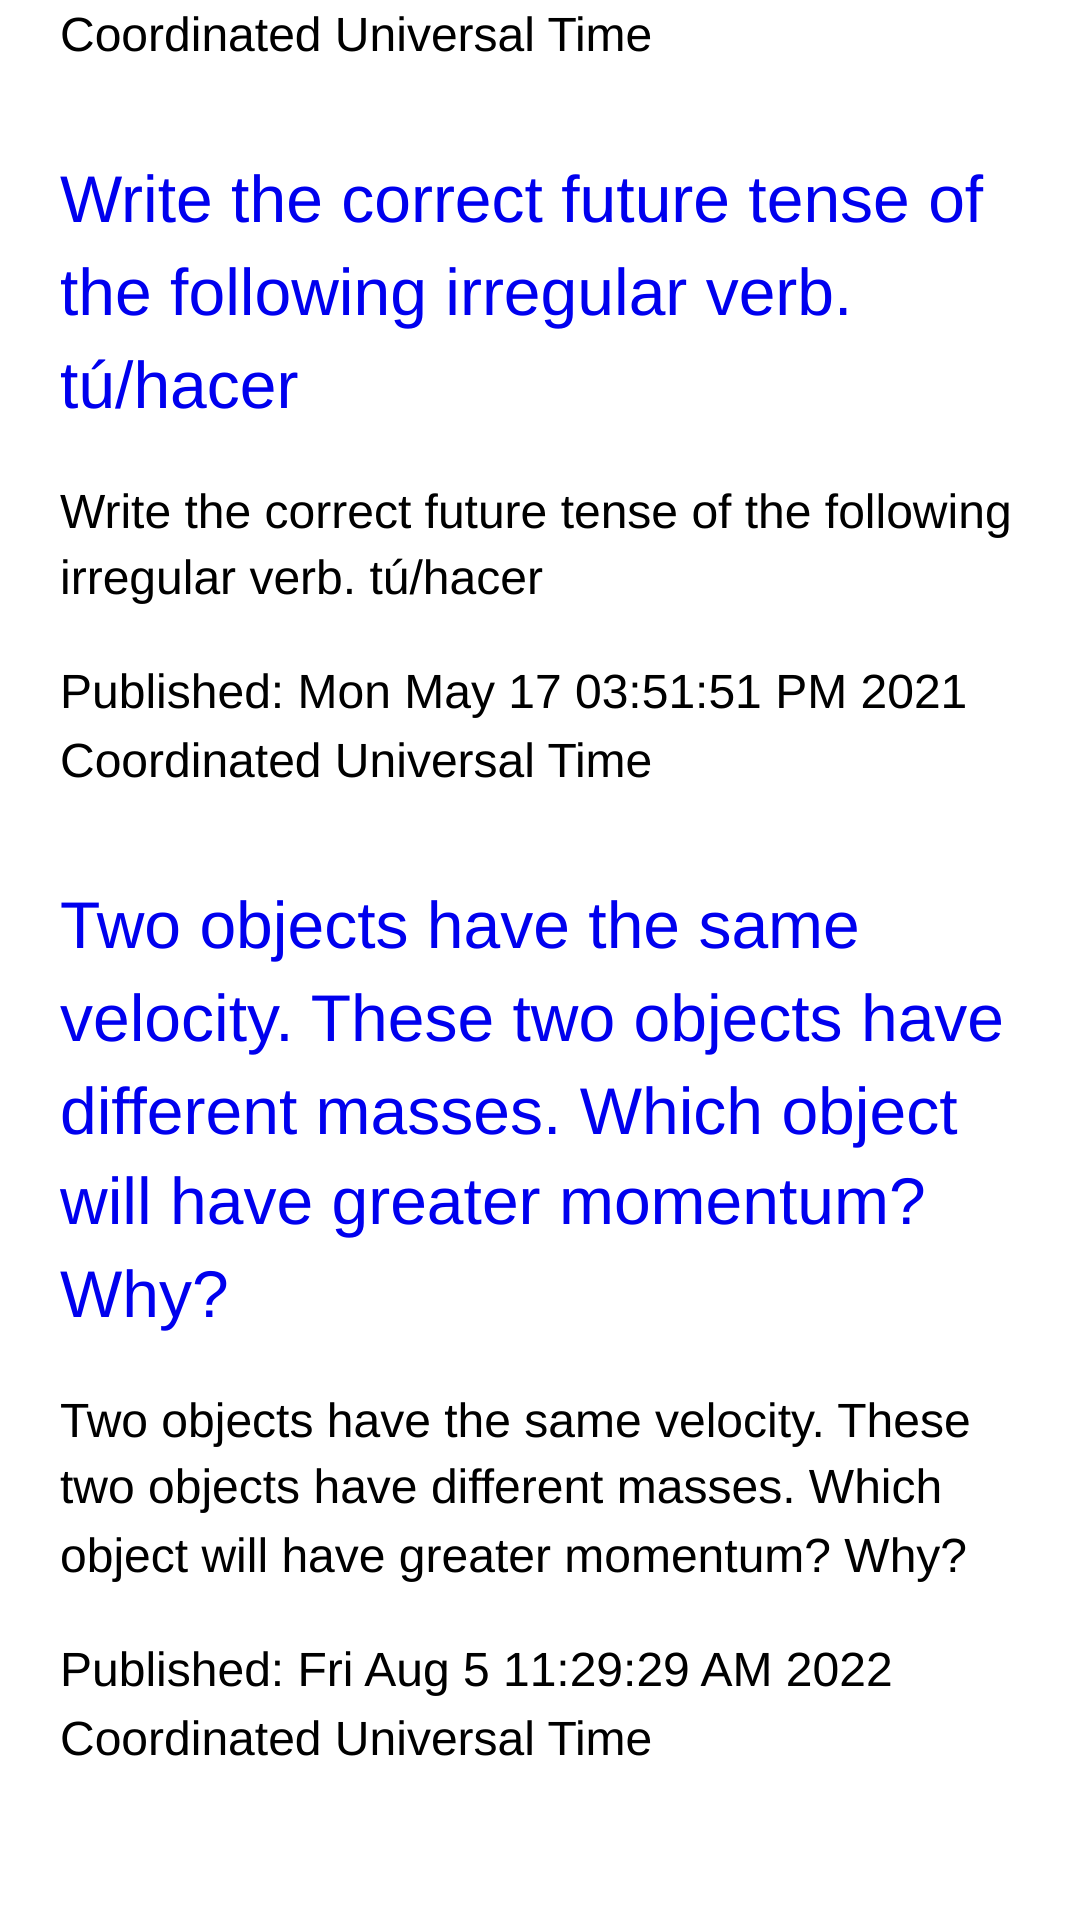 Coordinated Universal Time
Write the correct future tense of
the following irregular verb.
tú/hacer
Write the correct future tense of the following
irregular verb. tú/hacer
Published: Mon May 17 03:51:51 PM 2021
Coordinated Universal Time
Two objects have the same
velocity. These two objects have
different masses. Which object
will have greater momentum?
Why?
Two objects have the same velocity. These
two objects have different masses. Which
object will have greater momentum? Why?
Published: Fri Aug 5 11:29:29 AM 2022
Coordinated Universal Time